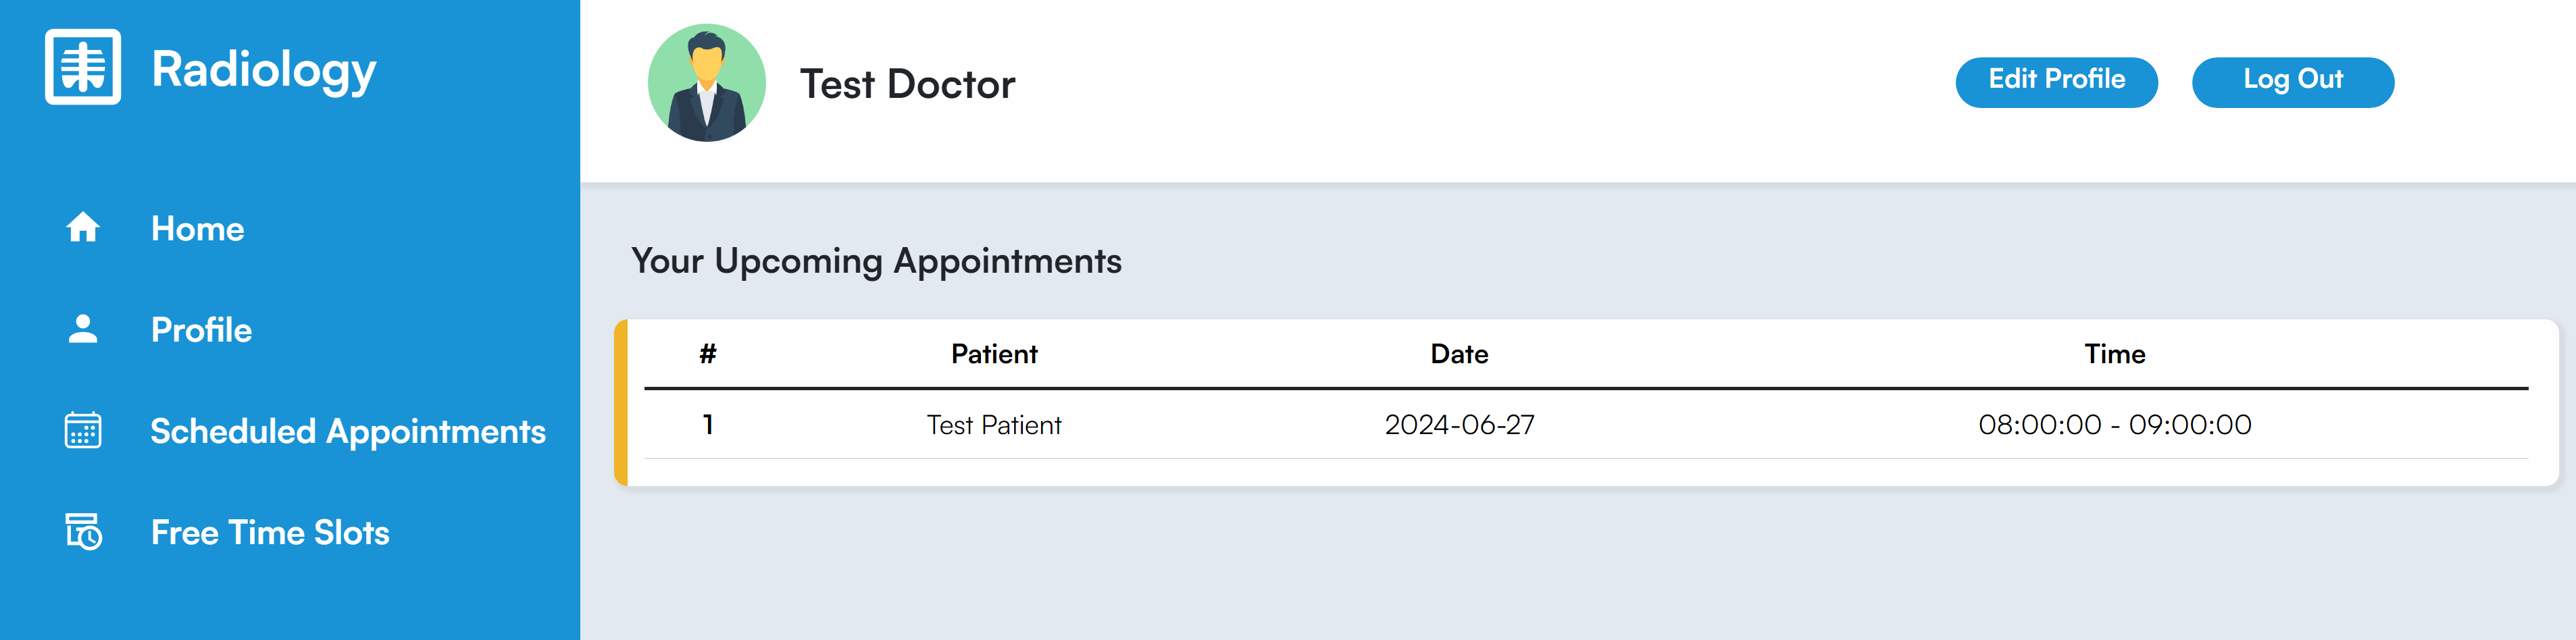 Radiology
Home
Profile
Scheduled Appointments
Free Time Slots
Test Doctor
Edit Profile
Log Out
Your Upcoming Appointments
# Patient Date Time
1 Test Patient 2024-06-27 08:00:00 - 09:00:00